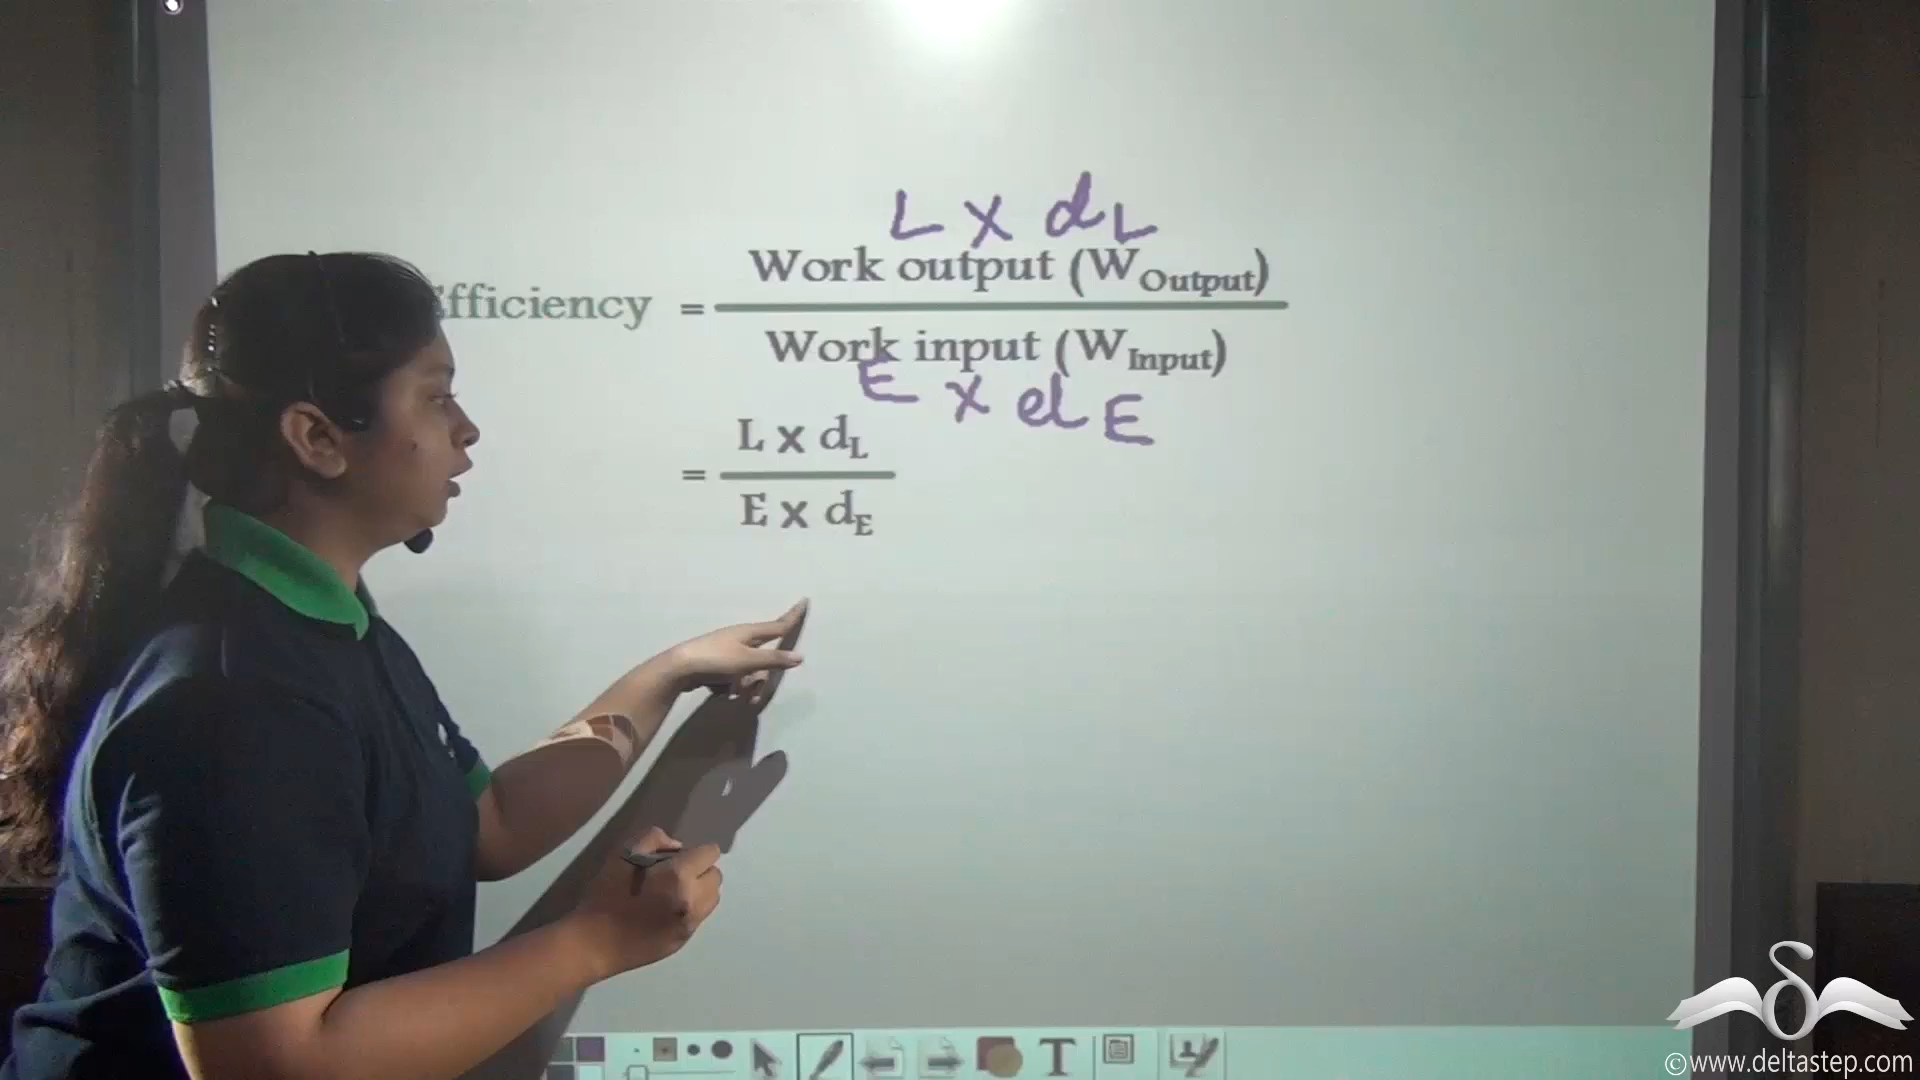 L x dL
Efficiency = Work output (WOutput)
Work input (WInput)
E x dE
= L x dL
E x dE
T
©www.deltastep.com